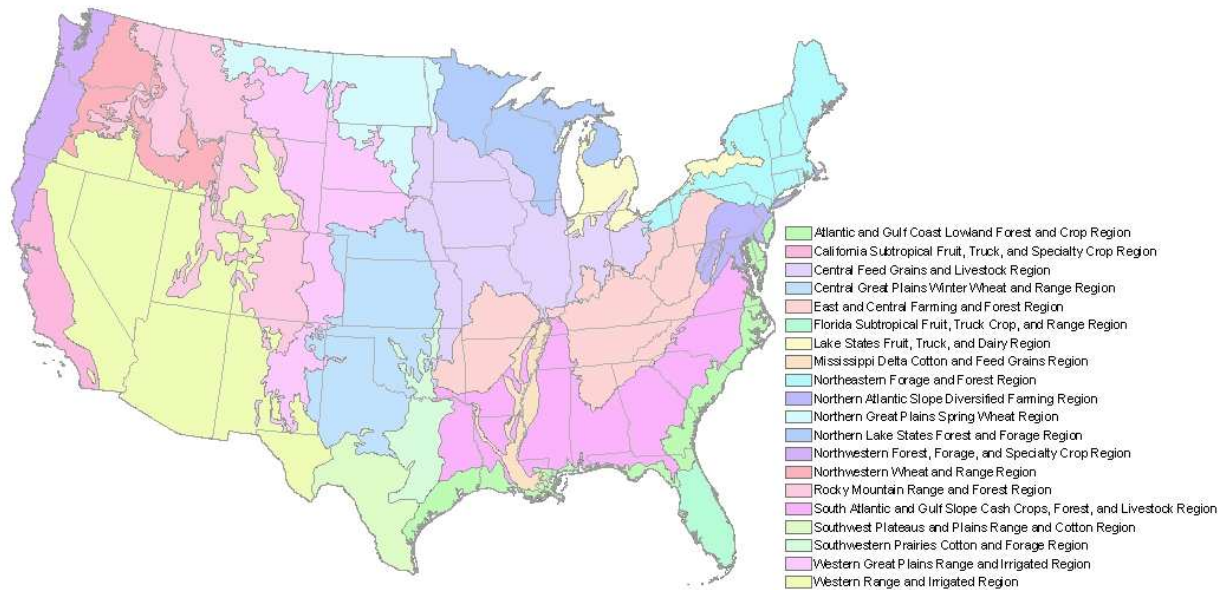 Atlantic and Gulf Coast Lowland Forest and Crop Region
California Subtropical Fruit, Truck, and Specialty Crop Region
Central Feed Grains and Livestock Region
Central Great Plains Winter Wheat and Range Region
East and Central Farming and Forest Region
Florida Subtropical Fruit, Truck Crop, and Range Region
Lake States Fruit, Truck, and Dairy Region
Mississippi Delta Cotton and Feed Grains Region
Northeastern Forage and Forest Region
Northern Atlantic Slope Diversified Farming Region
Northern Great Plains Spring Wheat Region
Northern Lake States Forest and Forage Region
Northwestern Forest, Forage, and Specialty Crop Region
Northwestern Wheat and Range Region
Rocky Mountain Range and Forest Region
South Atlantic and Gulf Slope Cash Crops, Forest, and Livestock Region
Southwest Plateaus and Plains Range and Cotton Region
Southwestern Prairies Cotton and Forage Region
Western Great Plains Range and Irrigated Region
Western Range and Irrigated Region